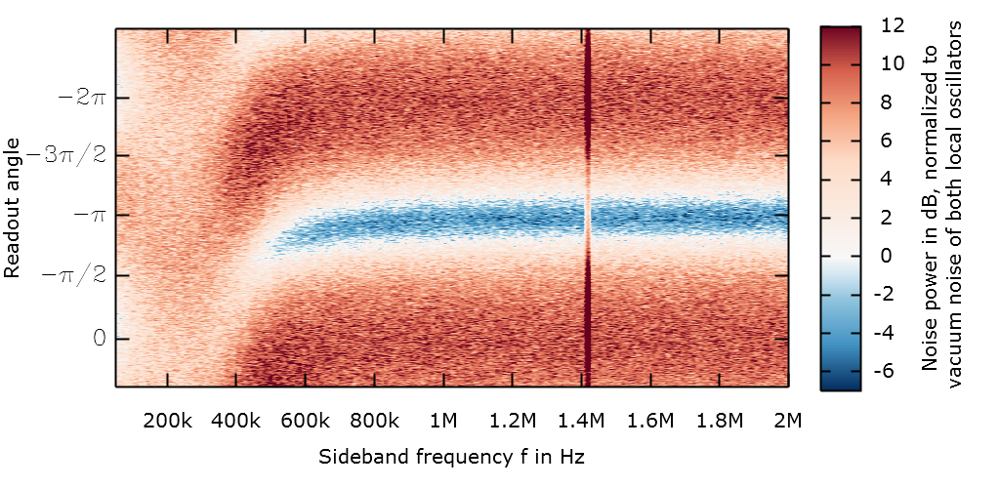 Readout angle
−2π
−3π/2
−π
−π/2
0
200k 400k 600k 800k 1M 1.2M 1.4M 1.6M 1.8M 2M
Sideband frequency f in Hz
12
10
8
6
4
2
0
-2
-4
-6
Noise power in dB, normalized to
vacuum noise of both local oscillators